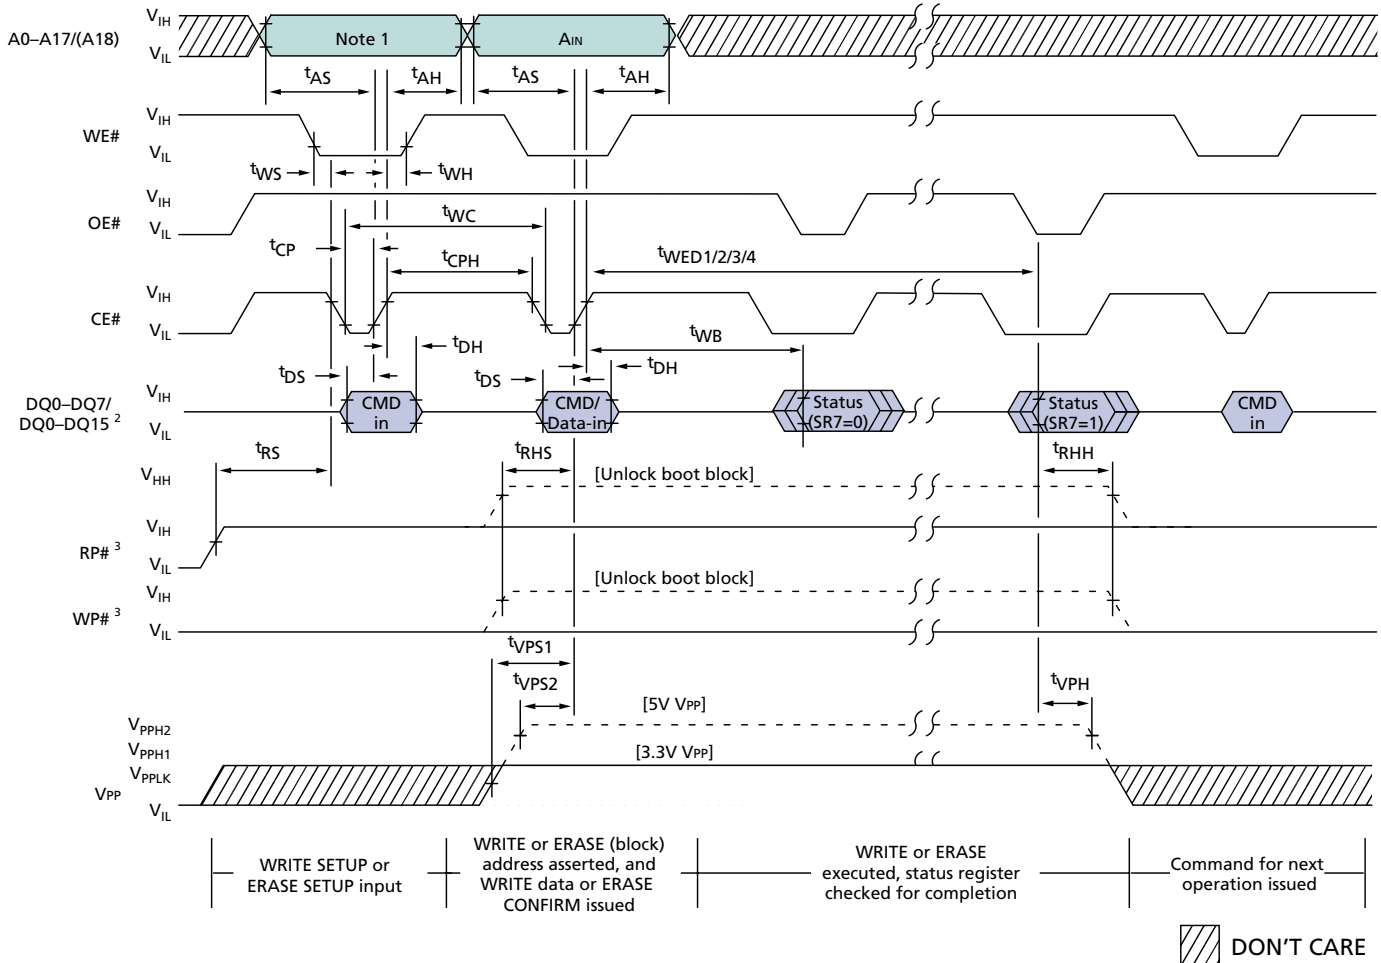 A0–A17/(A18)
VIH
VIL
Note 1
AIN
tAS
tAH
tAS
tAH
WE#
VIH
VIL
tWS
tWH
OE#
VIH
VIL
tWC
tCP
tCPH
tWED1/2/3/4
CE#
VIH
VIL
tWB
tDH
tDS
tDS
tDH
DQ0–DQ7/
DQ0–DQ15 2
VIH
VIL
CMD
in
CMD/
Data-in
Status
(SR7=0)
Status
(SR7=1)
CMD
in
tRS
tRHS
tRHH
[Unlock boot block]
VHH
VIH
RP# 3
VIL
[Unlock boot block]
VIH
WP# 3
VIL
tVPS1
tVPS2
tVPH
[5V VPP]
VPPH2
VPPH1
[3.3V VPP]
VPPLK
VPP
VIL
WRITE SETUP or
ERASE SETUP input
WRITE or ERASE (block)
address asserted, and
WRITE data or ERASE
CONFIRM issued
WRITE or ERASE
executed, status register
checked for completion
Command for next
operation issued
DON'T CARE